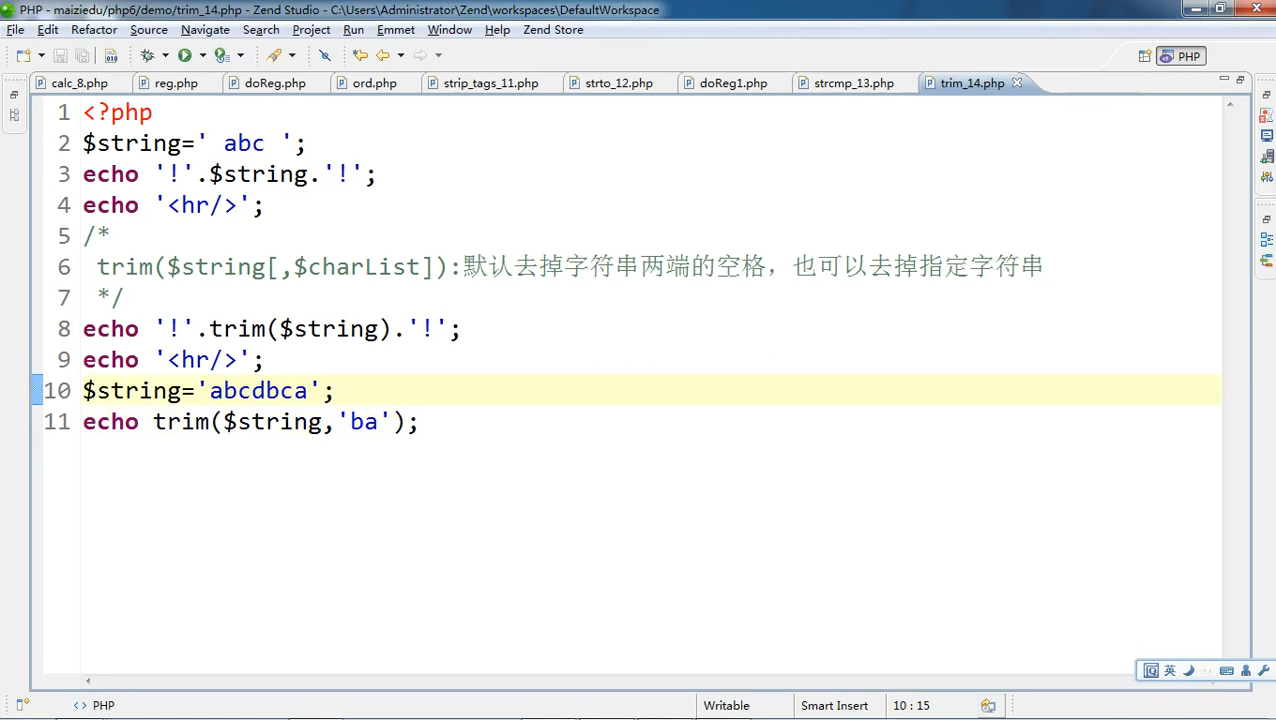 PHP - maiziedu/php6/demo/trim_14.php - Zend Studio - C:\Users\Administrator\Zend\workspaces\DefaultWorkspace
File Edit Refactor Source Navigate Search Project Run Emmet Window Help Zend Store
PHP
calc_8.php reg.php doReg.php ord.php strip_tags_11.php strto_12.php doReg1.php strcmp_13.php trim_14.php
1 <?php
2 $string=' abc ';
3 echo '!'.$string.'!';
4 echo '<hr/>';
5 /*
6 trim($string[,$charList]):默认去掉字符串两端的空格，也可以去掉指定字符串
7 */
8 echo '!'.trim($string).'!';
9 echo '<hr/>';
10 $string='abcdbca';
11 echo trim($string,'ba');
英
<> PHP Writable Smart Insert 10 : 15